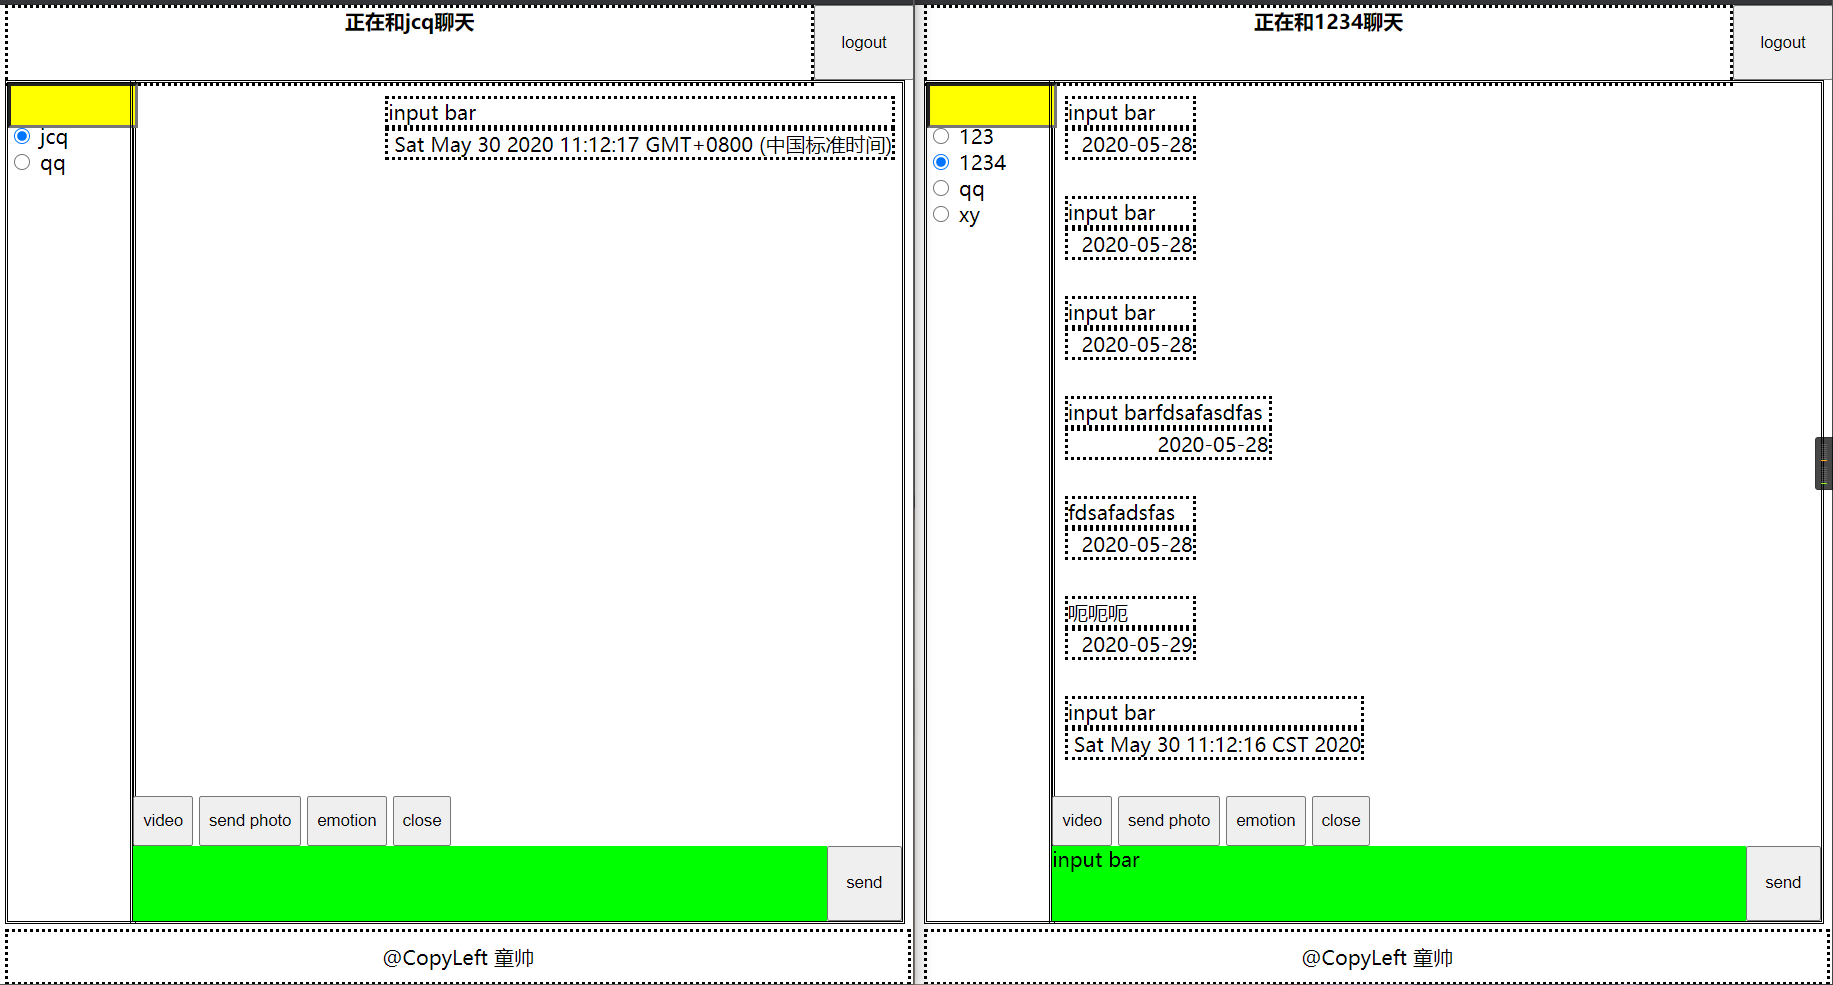 正在和jcq聊天
logout
jcq
qq
input bar
Sat May 30 2020 11:12:17 GMT+0800 (中国标准时间)
video
send photo
emotion
close
send
@CopyLeft 童帅
正在和1234聊天
logout
123
1234
qq
xy
input bar
2020-05-28
input bar
2020-05-28
input bar
2020-05-28
input barfdsafasdfas
2020-05-28
fdsafadsfas
2020-05-28
呃呃呃
2020-05-29
input bar
Sat May 30 11:12:16 CST 2020
video
send photo
emotion
close
input bar
send
@CopyLeft 童帅